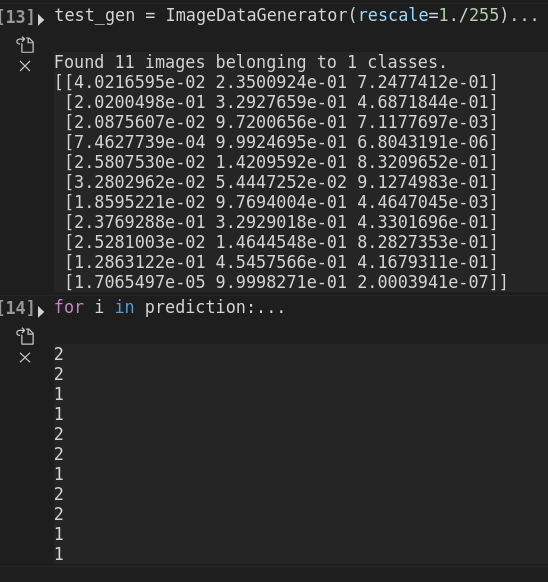 [13] test_gen = ImageDataGenerator(rescale=1./255)...
Found 11 images belonging to 1 classes.
[[4.0216595e-02 2.3500924e-01 7.2477412e-01]
[2.0200498e-01 3.2927659e-01 4.6871844e-01]
[2.0875607e-02 9.7200656e-01 7.1177697e-03]
[7.4627739e-04 9.9924695e-01 6.8043191e-06]
[2.5807530e-02 1.4209592e-01 8.3209652e-01]
[3.2802962e-02 5.4447252e-02 9.1274983e-01]
[1.8595221e-02 9.7694004e-01 4.4647045e-03]
[2.3769288e-01 3.2929018e-01 4.3301696e-01]
[2.5281003e-02 1.4644548e-01 8.2827353e-01]
[1.2863122e-01 4.5457566e-01 4.1679311e-01]
[1.7065497e-05 9.9998271e-01 2.0003941e-07]]
[14] for i in prediction:...
2
2
1
1
2
2
1
2
2
1
1